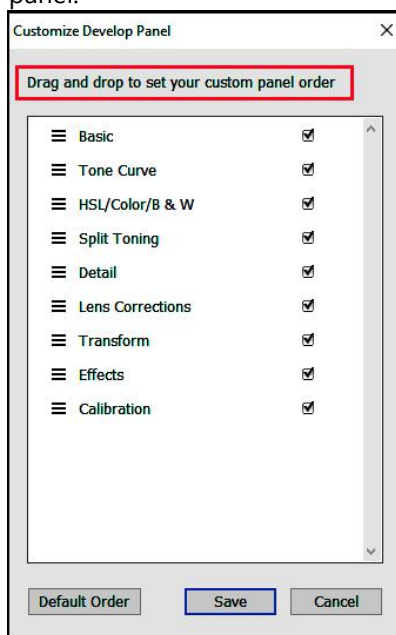 panel.
Customize Develop Panel
Drag and drop to set your custom panel order
Basic
Tone Curve
HSL/Color/B & W
Split Toning
Detail
Lens Corrections
Transform
Effects
Calibration
Default Order Save Cancel